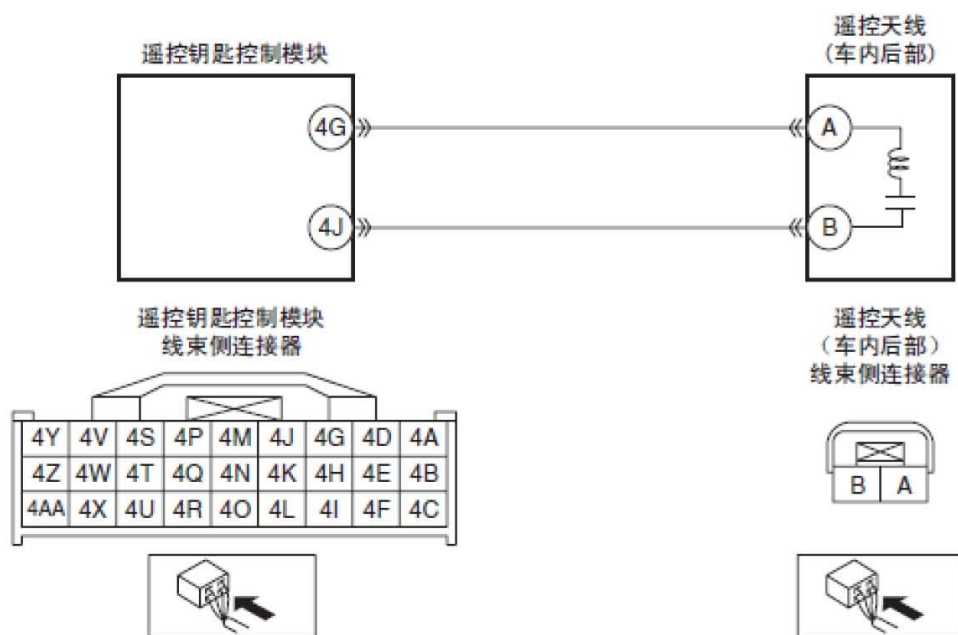 遥控钥匙控制模块
遥控天线
(车内后部)
4G
A
4J
B
遥控钥匙控制模块
线束侧连接器
遥控天线
（车内后部）
线束侧连接器
4Y 4V 4S 4P 4M 4J 4G 4D 4A
4Z 4W 4T 4Q 4N 4K 4H 4E 4B
4AA 4X 4U 4R 4O 4L 4I 4F 4C
B A